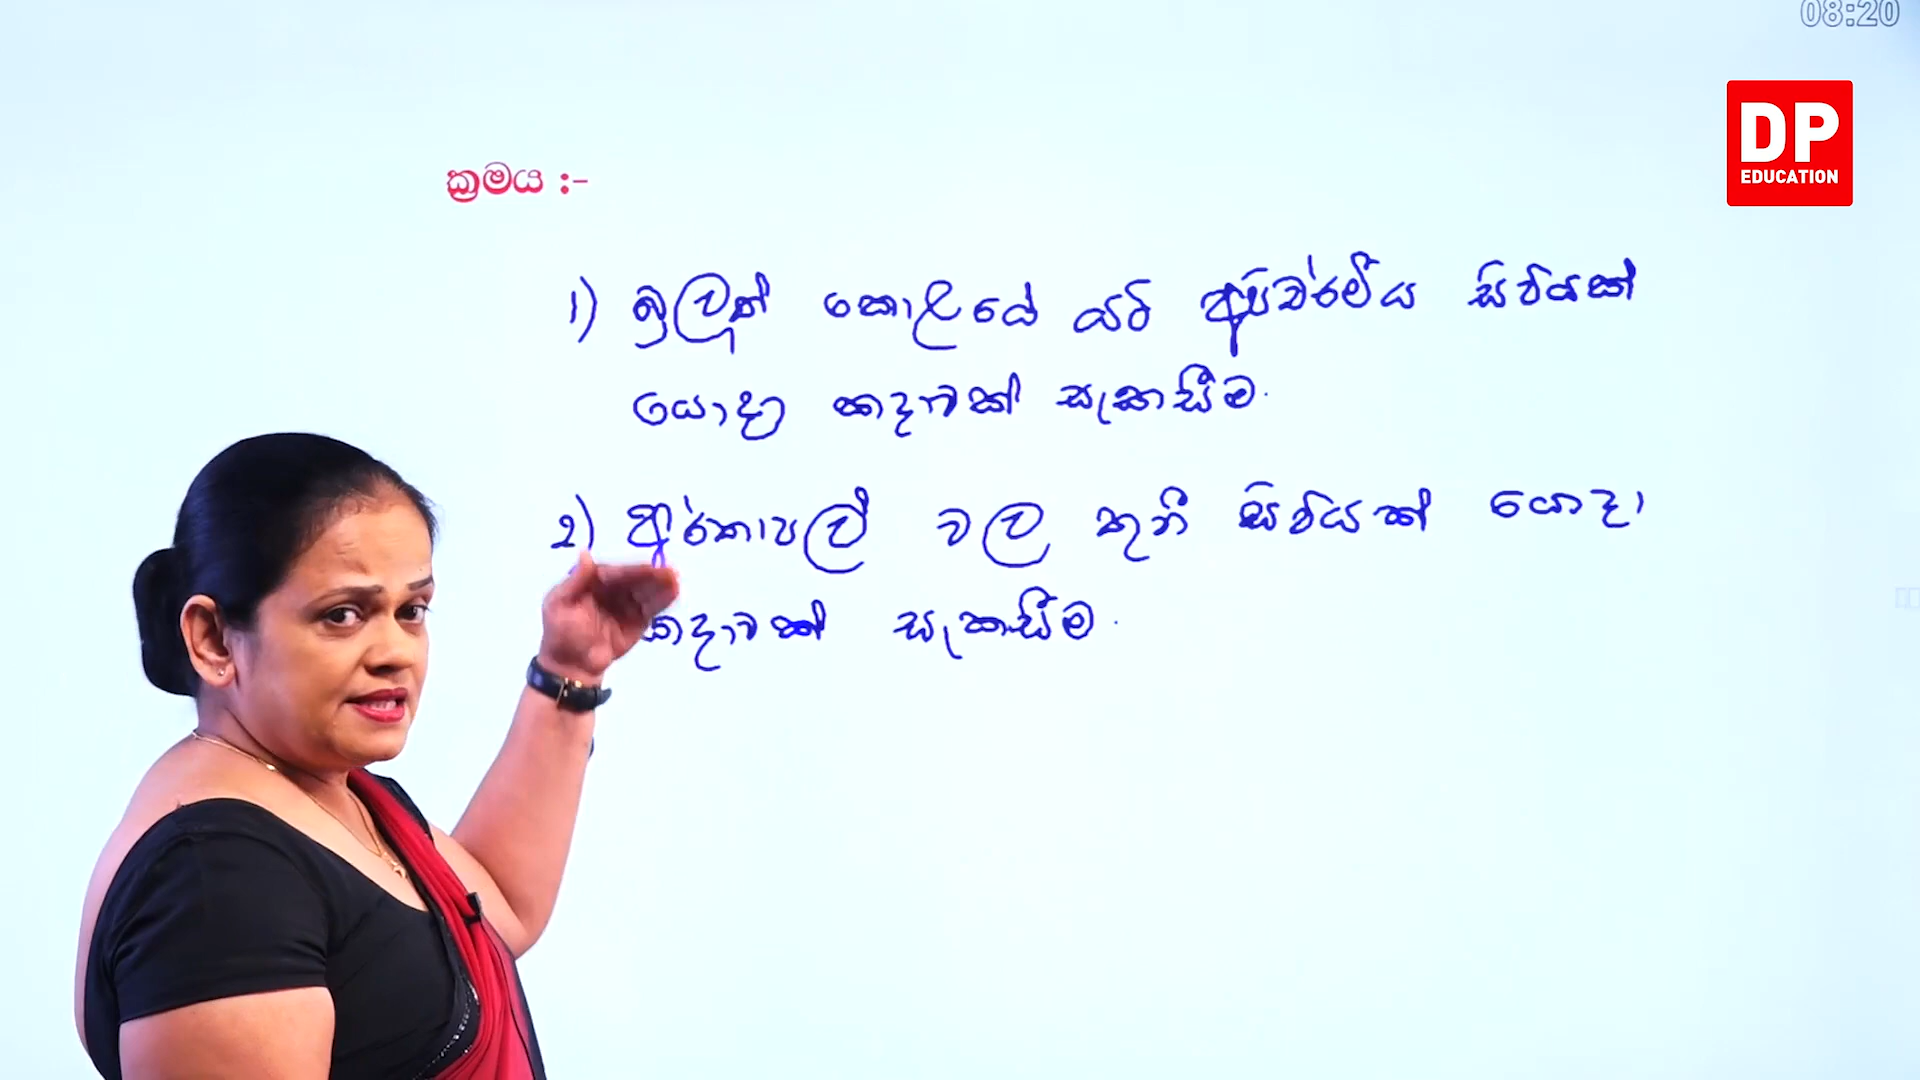 08:20
DP
EDUCATION
ක්‍රමය :-
1) බුලත් කොළයේ යටි අපිචර්මීය සිවියක්
යොදා කදාවක් සැකසීම.
2) අර්තාපල් වල තුනී සිවියක් යොදා
කදාවක් සැකසීම.